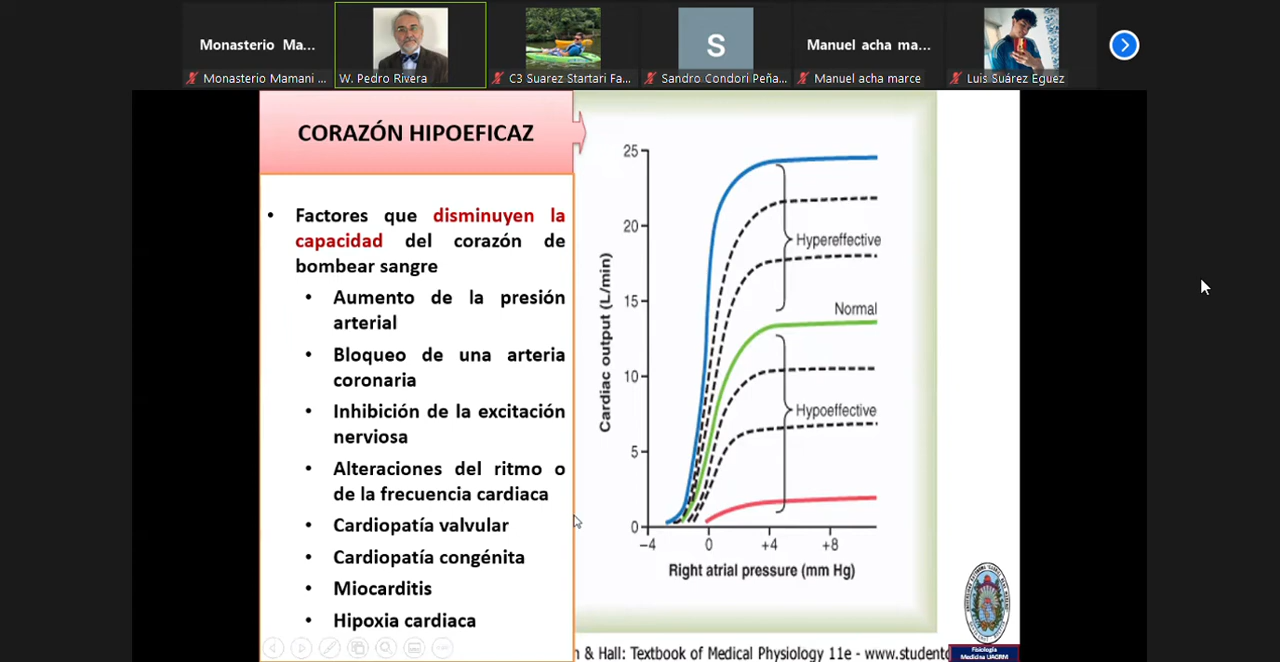 Monasterio Ma...
S
Manuel acha ma...
Monasterio Mamani ...
W. Pedro Rivera
C3 Suarez Startari Fa...
Sandro Condori Peña...
Manuel acha marce
Luis Suárez Eguez
CORAZÓN HIPOEFICAZ
• Factores que disminuyen la
capacidad del corazón de
bombear sangre
• Aumento de la presión
arterial
• Bloqueo de una arteria
coronaria
• Inhibición de la excitación
nerviosa
• Alteraciones del ritmo o
de la frecuencia cardiaca
• Cardiopatía valvular
• Cardiopatía congénita
• Miocarditis
• Hipoxia cardiaca
Cardiac output (L/min)
25
20
15
10
5
0
Hypereffective
Normal
Hypoeffective
−4 0 +4 +8
Right atrial pressure (mm Hg)
& Hall: Textbook of Medical Physiology 11e - www.student
Fisiología
Medicina UAGRM